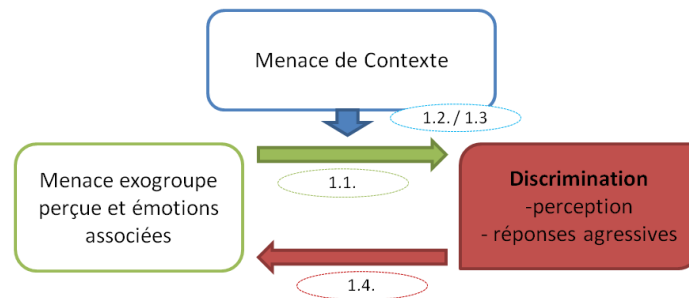 Menace de Contexte
1.2. / 1.3
Menace exogroupe
perçue et émotions
associées
1.1.
Discrimination
-perception
- réponses agressives
1.4.